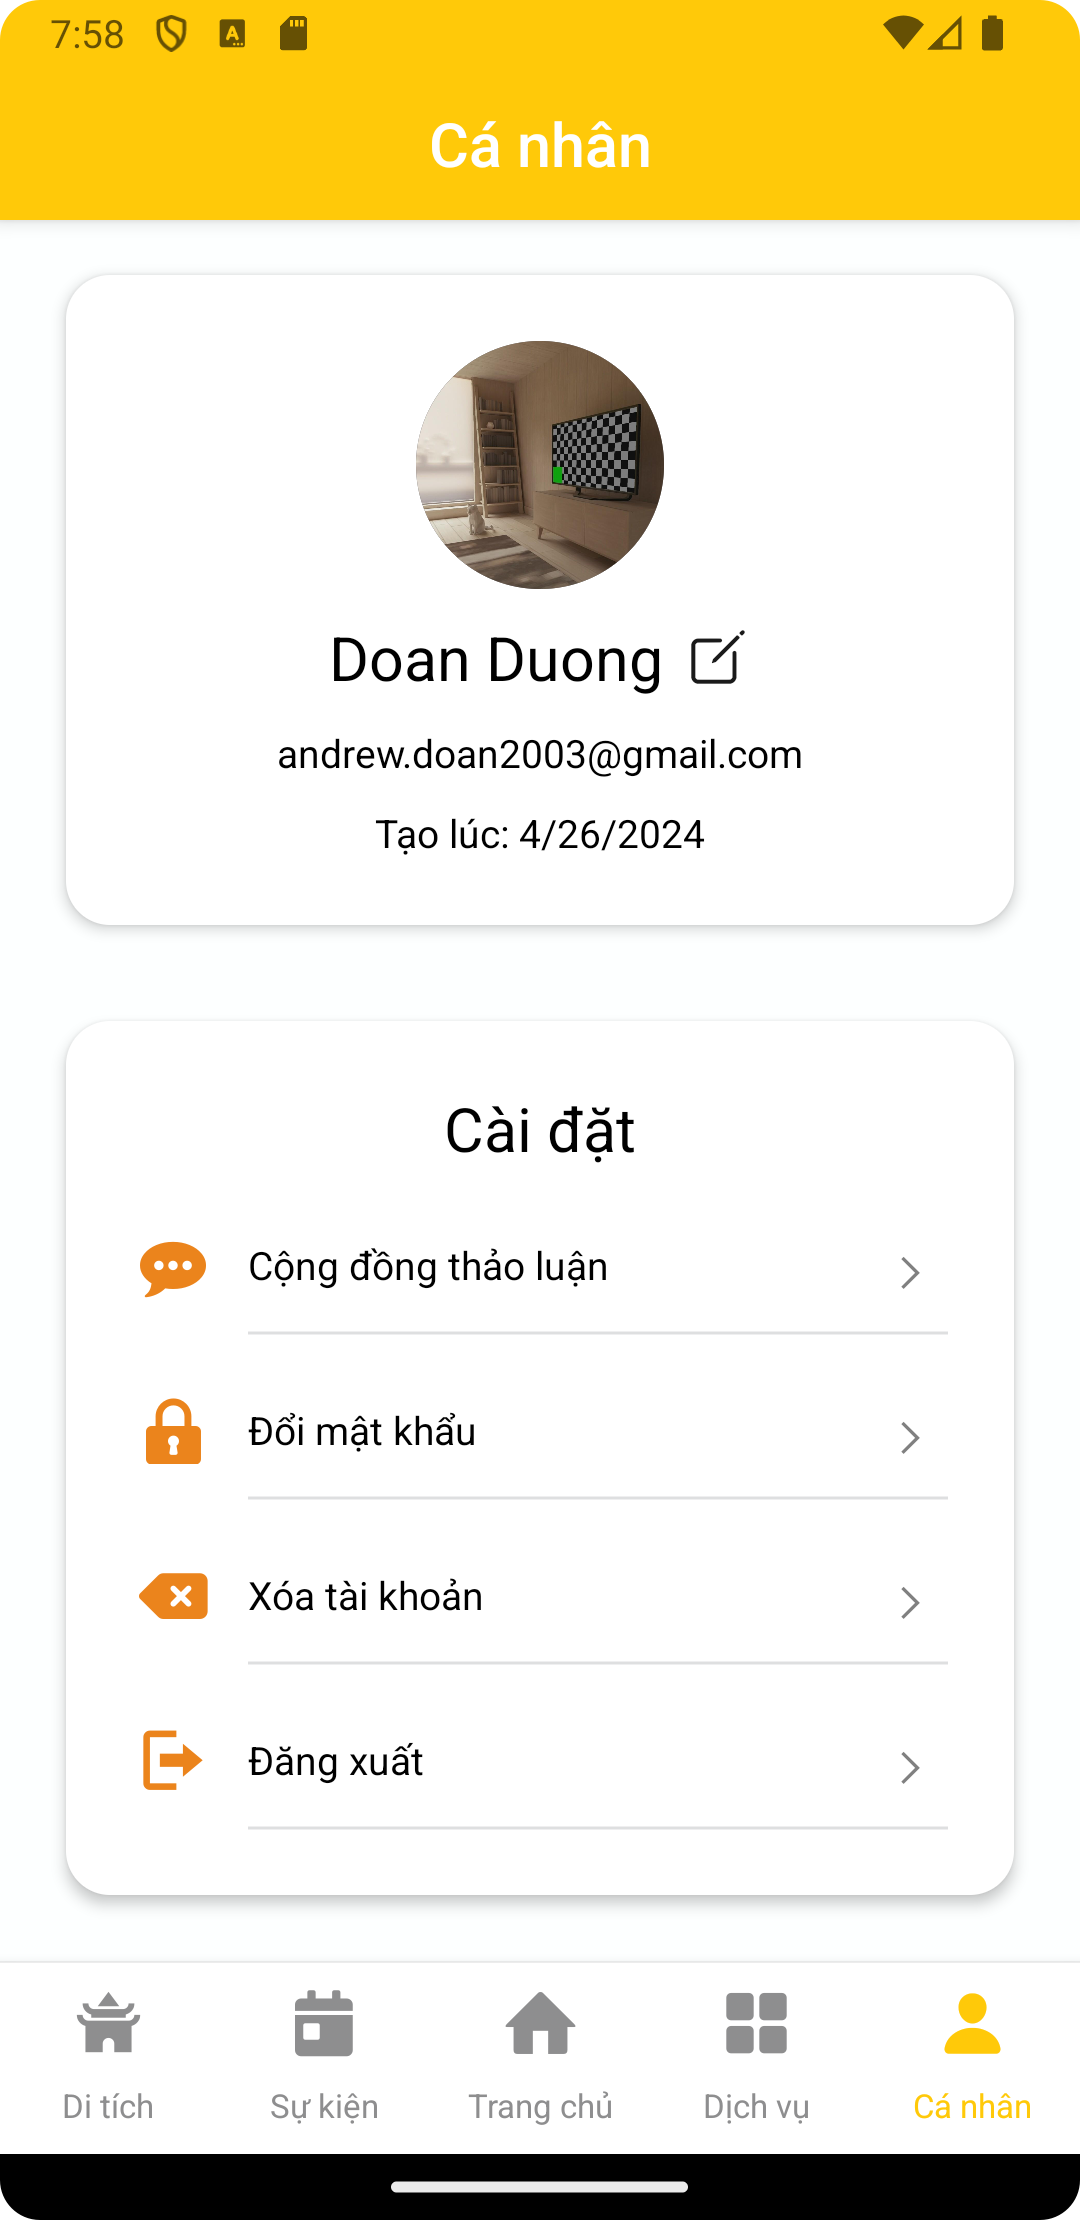 7:58
Cá nhân
Doan Duong
andrew.doan2003@gmail.com
Tạo lúc: 4/26/2024
Cài đặt
Cộng đồng thảo luận
Đổi mật khẩu
Xóa tài khoản
Đăng xuất
Di tích
Sự kiện
Trang chủ
Dịch vụ
Cá nhân